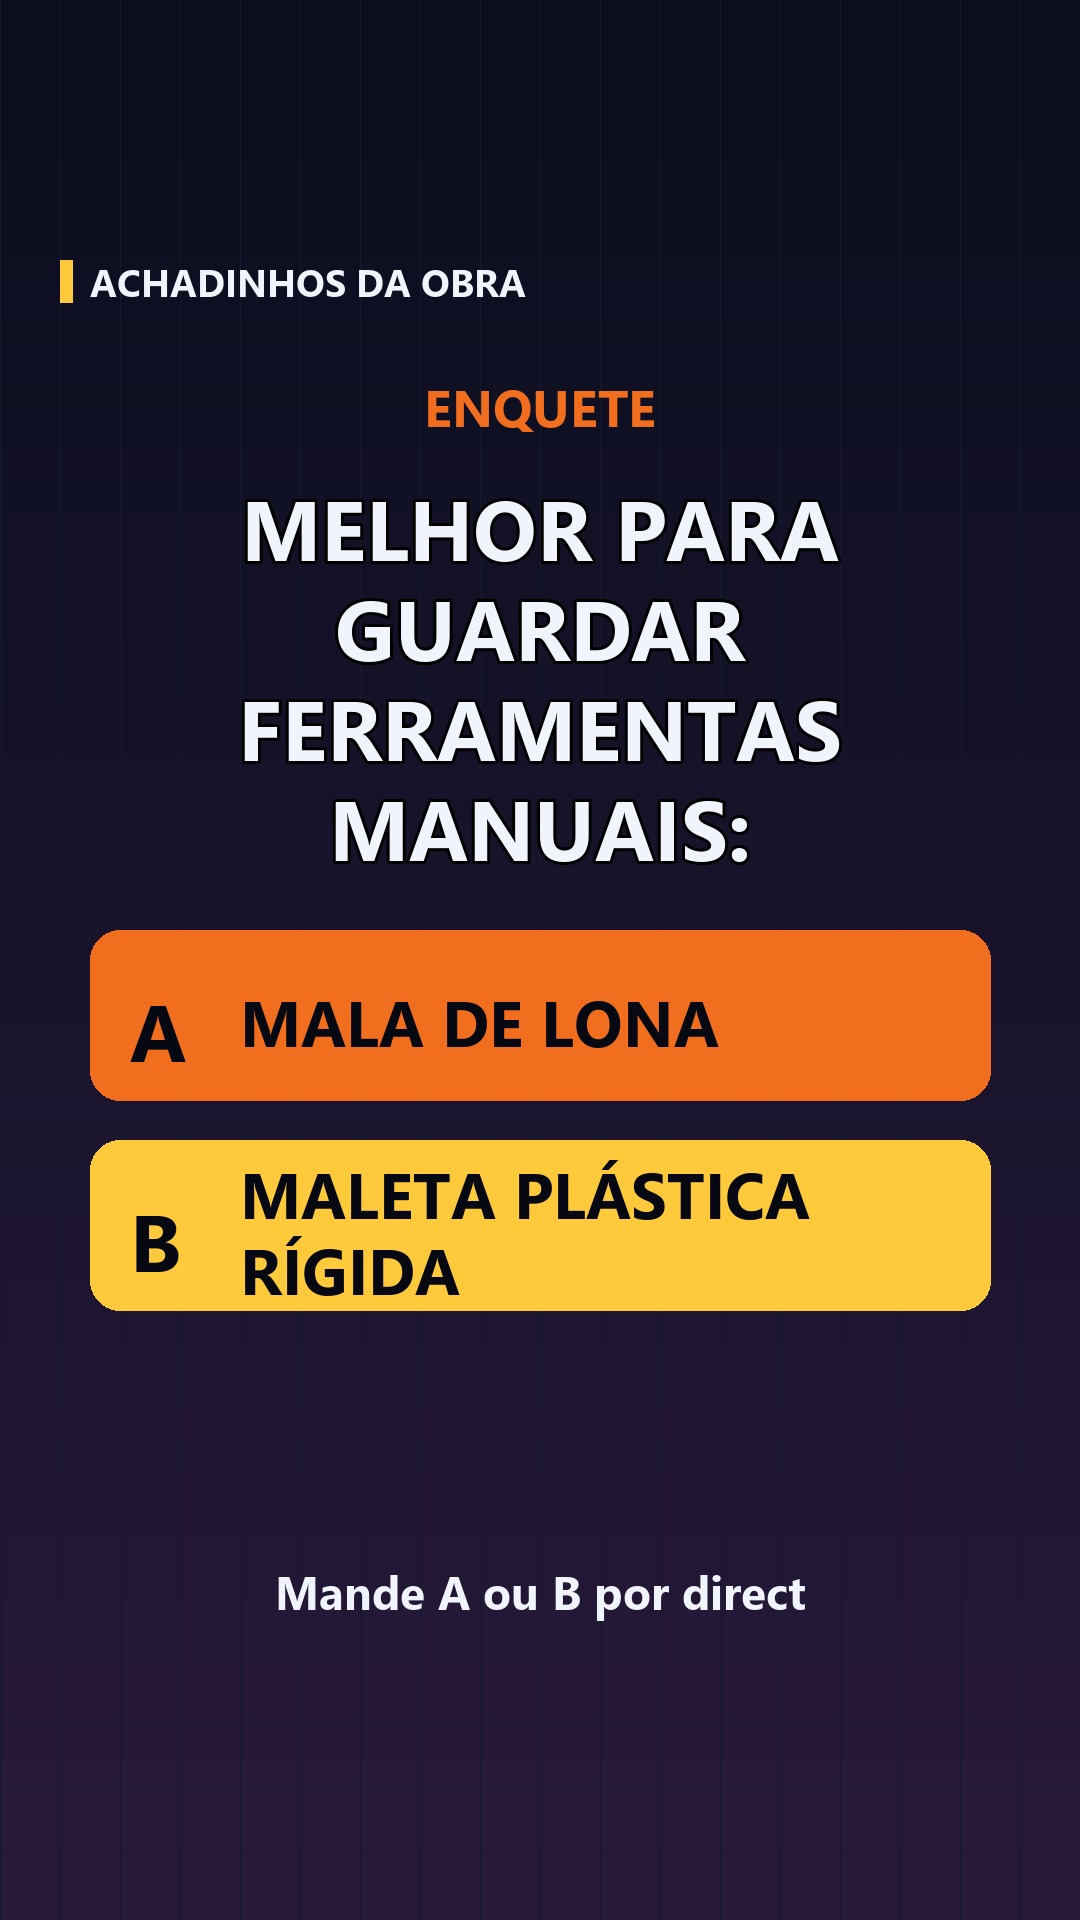 ACHADINHOS DA OBRA
ENQUETE
MELHOR PARA
GUARDAR
FERRAMENTAS
MANUAIS:
A MALA DE LONA
B MALETA PLÁSTICA
RÍGIDA
Mande A ou B por direct